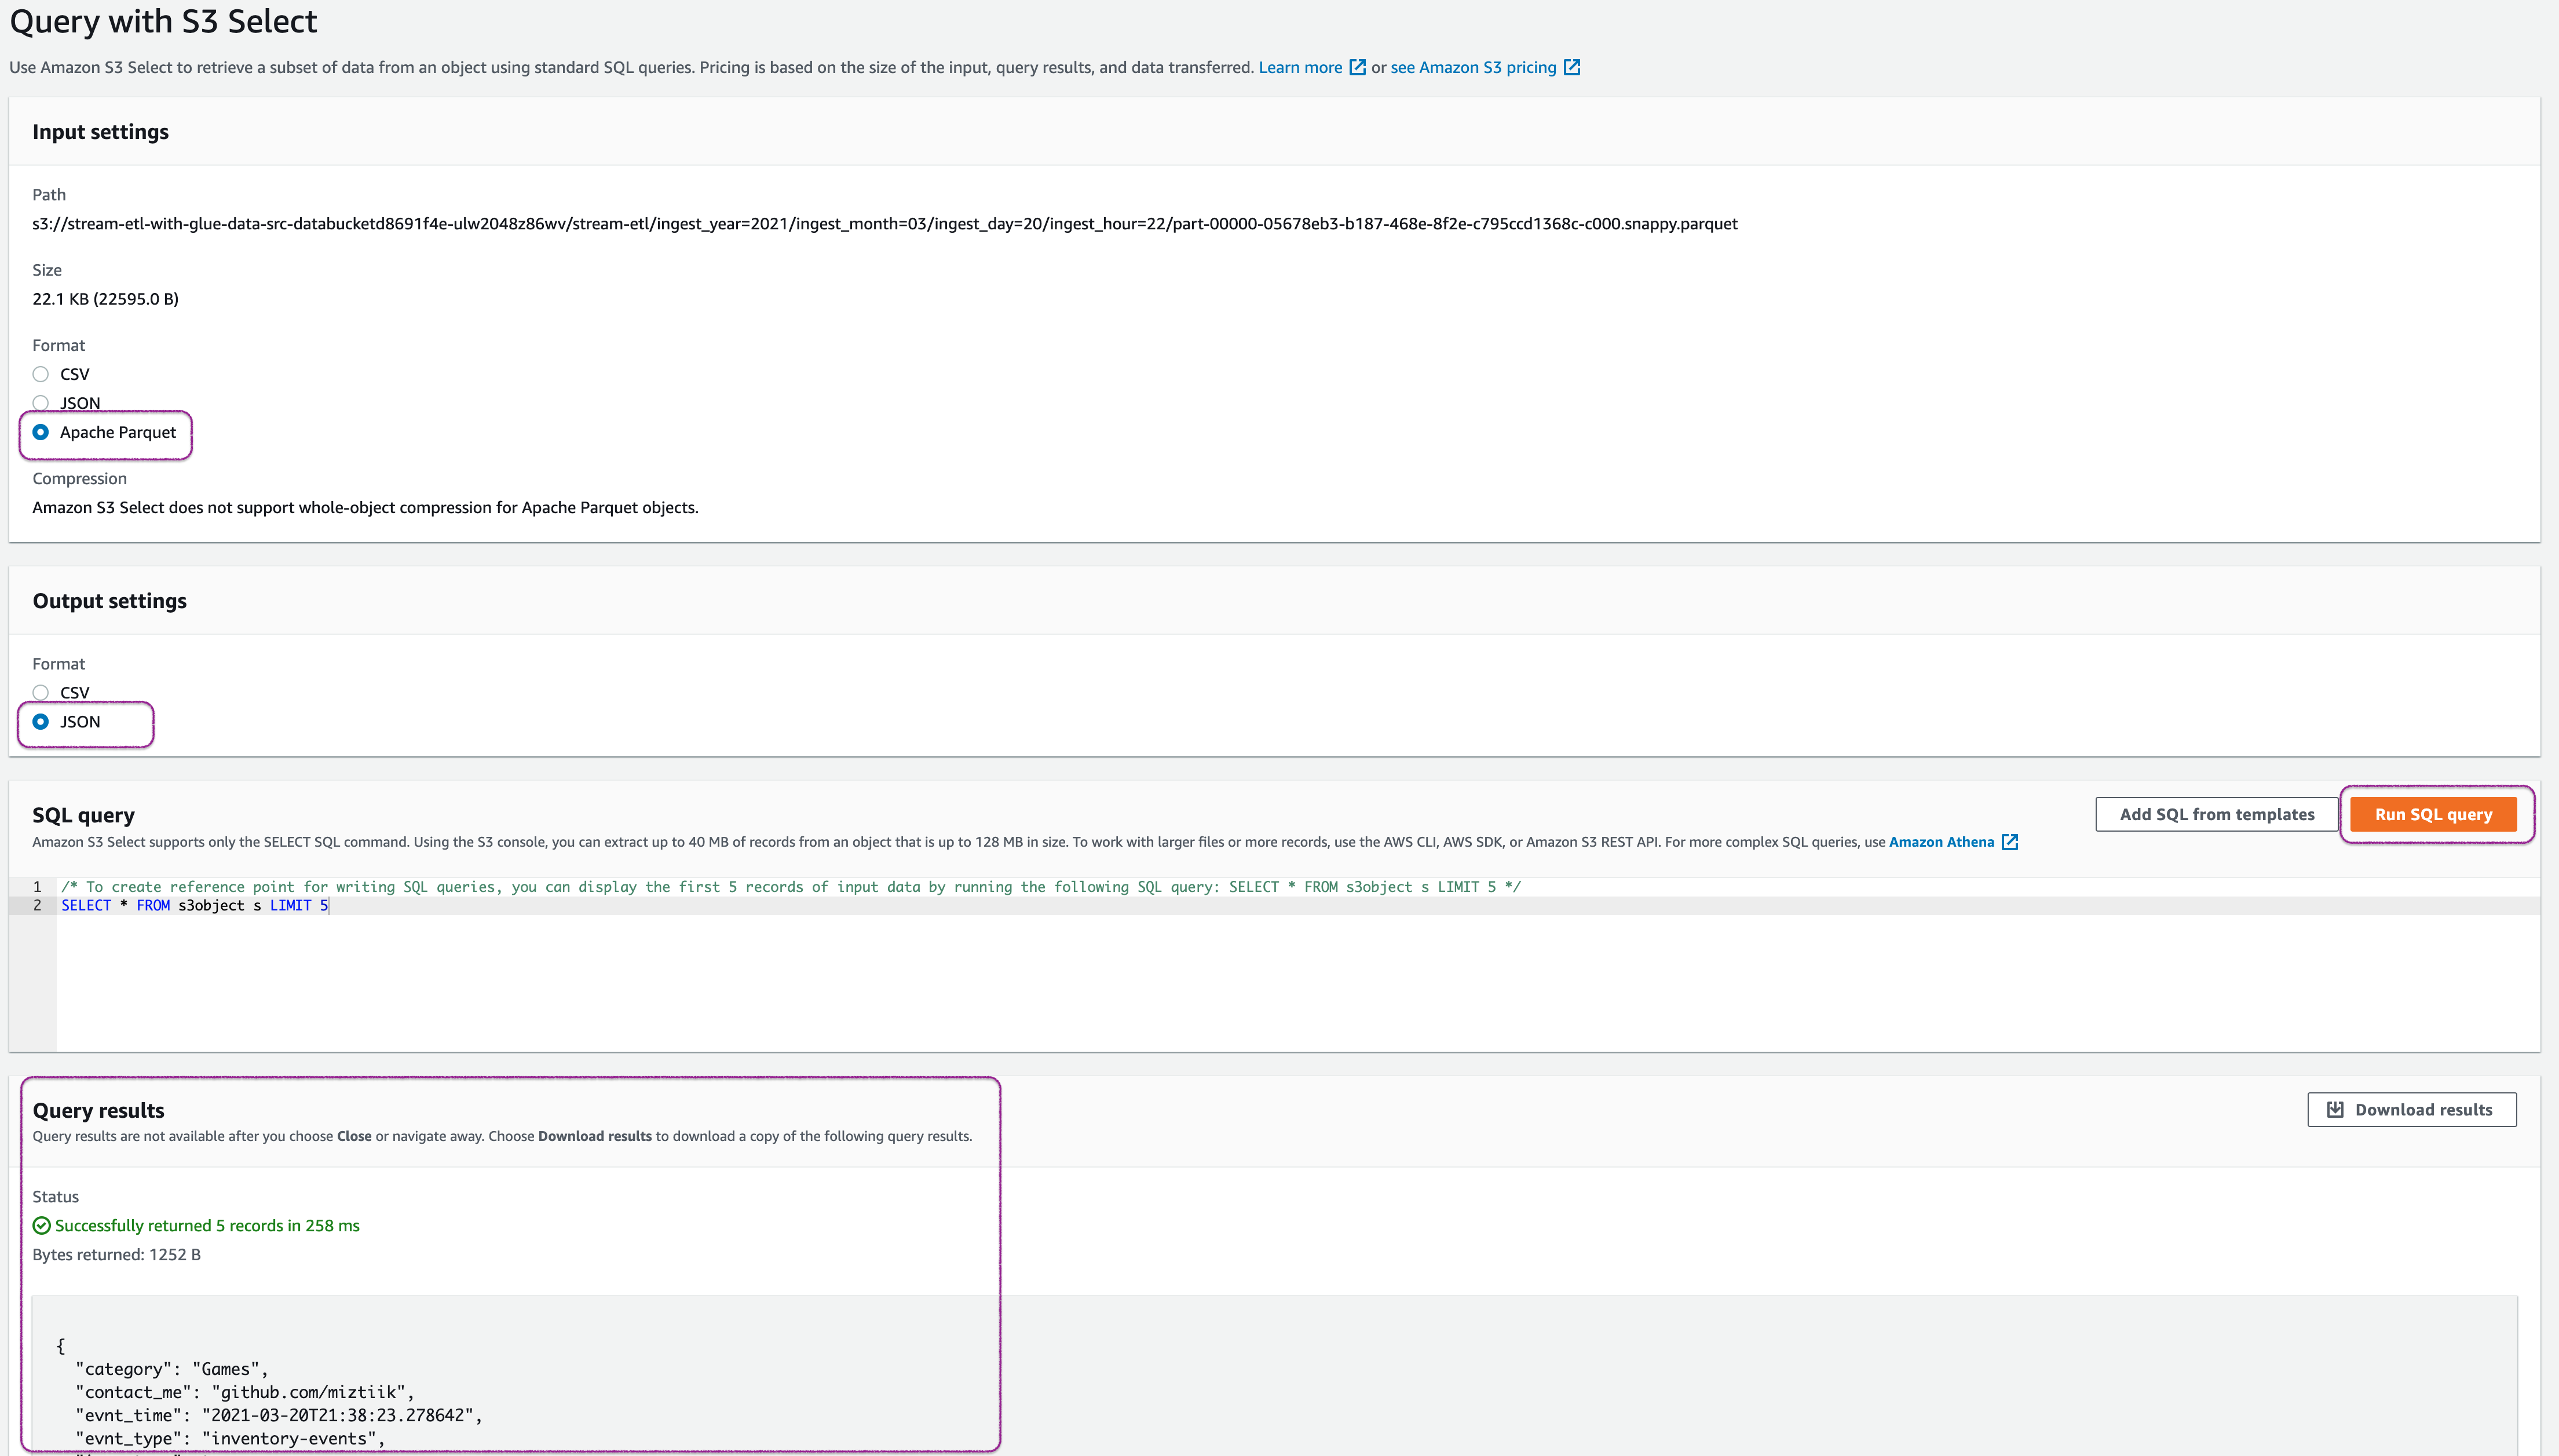 Query with S3 Select
Use Amazon S3 Select to retrieve a subset of data from an object using standard SQL queries. Pricing is based on the size of the input, query results, and data transferred. Learn more or see Amazon S3 pricing
Input settings
Path
s3://stream-etl-with-glue-data-src-databucketd8691f4e-ulw2048z86wv/stream-etl/ingest_year=2021/ingest_month=03/ingest_day=20/ingest_hour=22/part-00000-05678eb3-b187-468e-8f2e-c795ccd1368c-c000.snappy.parquet
Size
22.1 KB (22595.0 B)
Format
CSV
JSON
Apache Parquet
Compression
Amazon S3 Select does not support whole-object compression for Apache Parquet objects.
Output settings
Format
CSV
JSON
SQL query
Add SQL from templates
Run SQL query
Amazon S3 Select supports only the SELECT SQL command. Using the S3 console, you can extract up to 40 MB of records from an object that is up to 128 MB in size. To work with larger files or more records, use the AWS CLI, AWS SDK, or Amazon S3 REST API. For more complex SQL queries, use Amazon Athena
1 /* To create reference point for writing SQL queries, you can display the first 5 records of input data by running the following SQL query: SELECT * FROM s3object s LIMIT 5 */
2 SELECT * FROM s3object s LIMIT 5
Query results
Download results
Query results are not available after you choose Close or navigate away. Choose Download results to download a copy of the following query results.
Status
Successfully returned 5 records in 258 ms
Bytes returned: 1252 B
{
"category": "Games",
"contact_me": "github.com/miztiik",
"evnt_time": "2021-03-20T21:38:23.278642",
"evnt_type": "inventory-events",